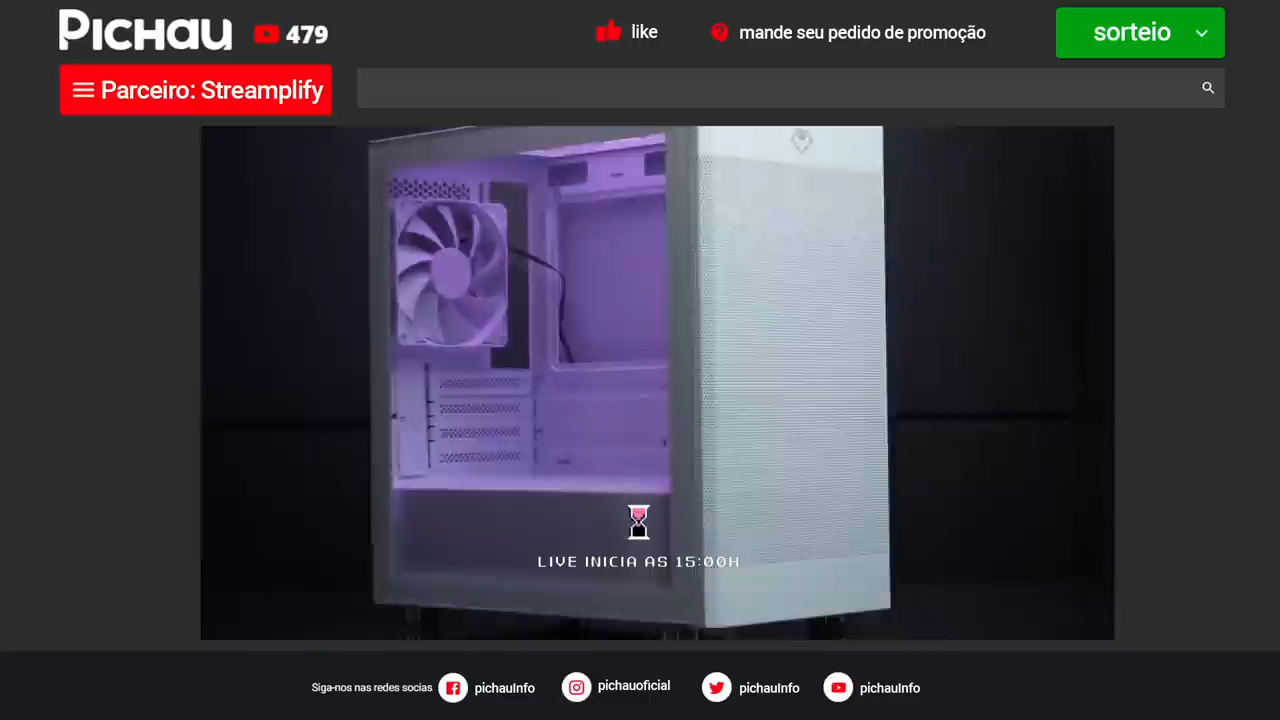 PICHAU
479
like
mande seu pedido de promoção
sorteio
Parceiro: Streamplify
LIVE INICIA AS 15:00H
Siga-nos nas redes socias
pichauInfo
pichauoficial
pichauInfo
pichauInfo